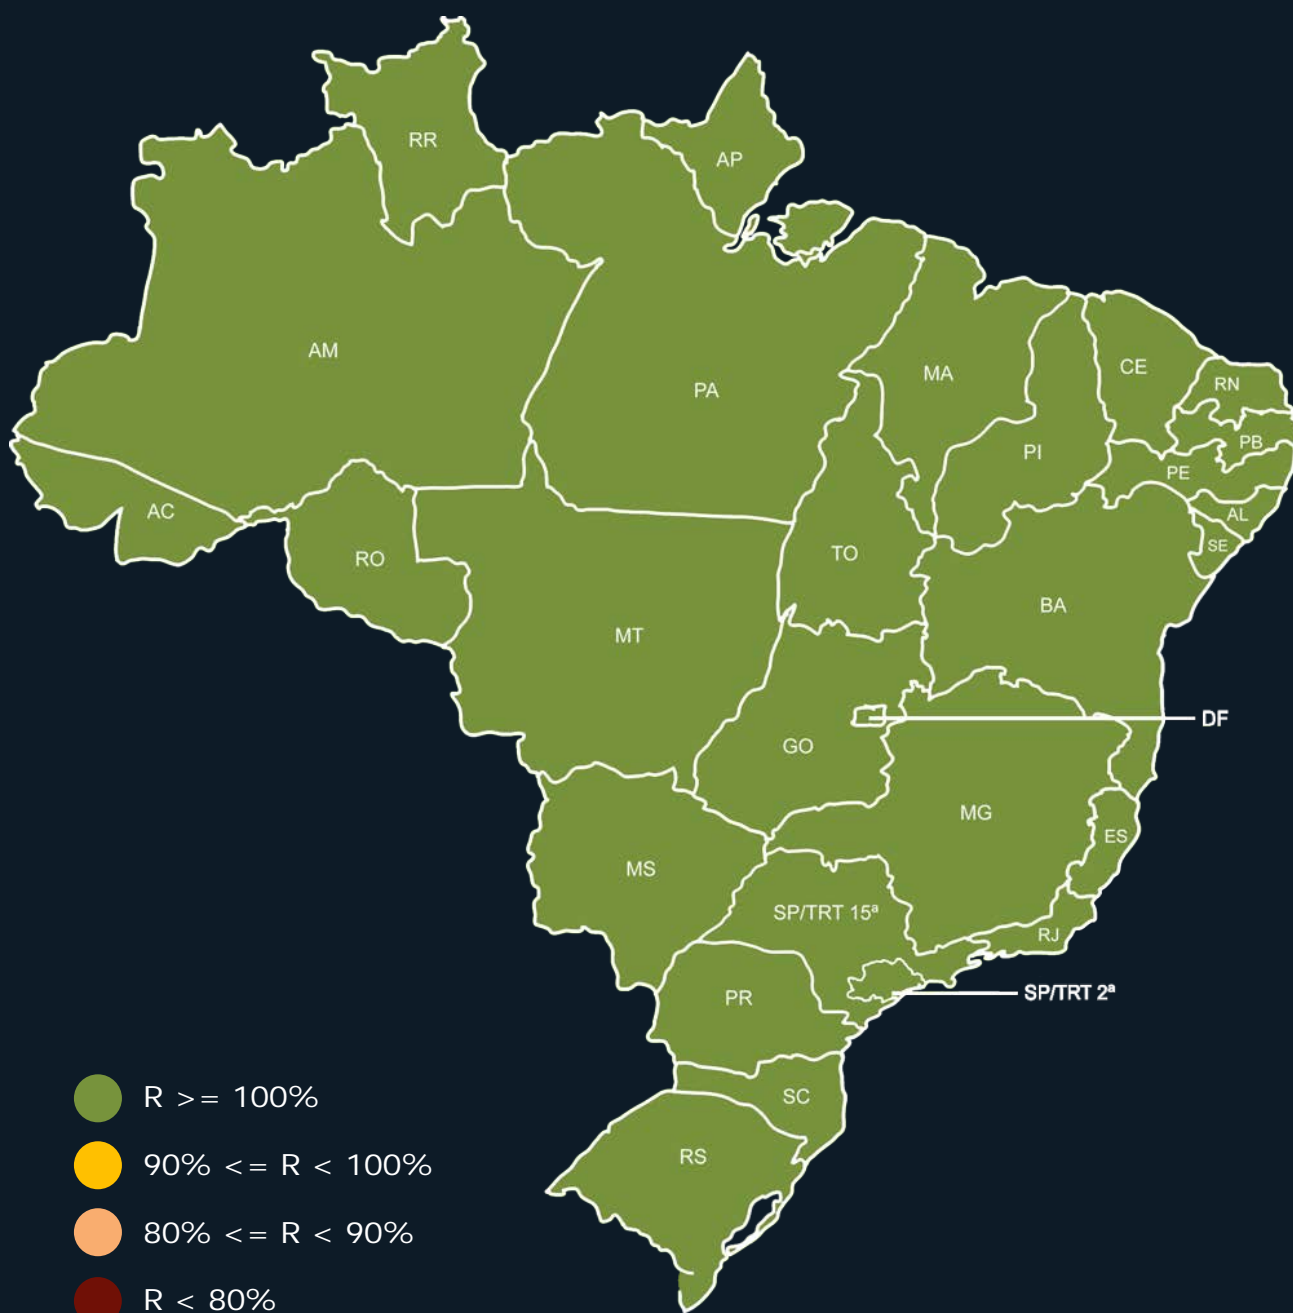 RR
AP
AM
PA
MA
CE
RN
PB
PI
PE
AC
AL
RO
TO
SE
BA
MT
DF
GO
MG
ES
MS
SP/TRT 15ª
RJ
SP/TRT 2ª
PR
SC
RS
R >= 100%
90% <= R < 100%
80% <= R < 90%
R < 80%